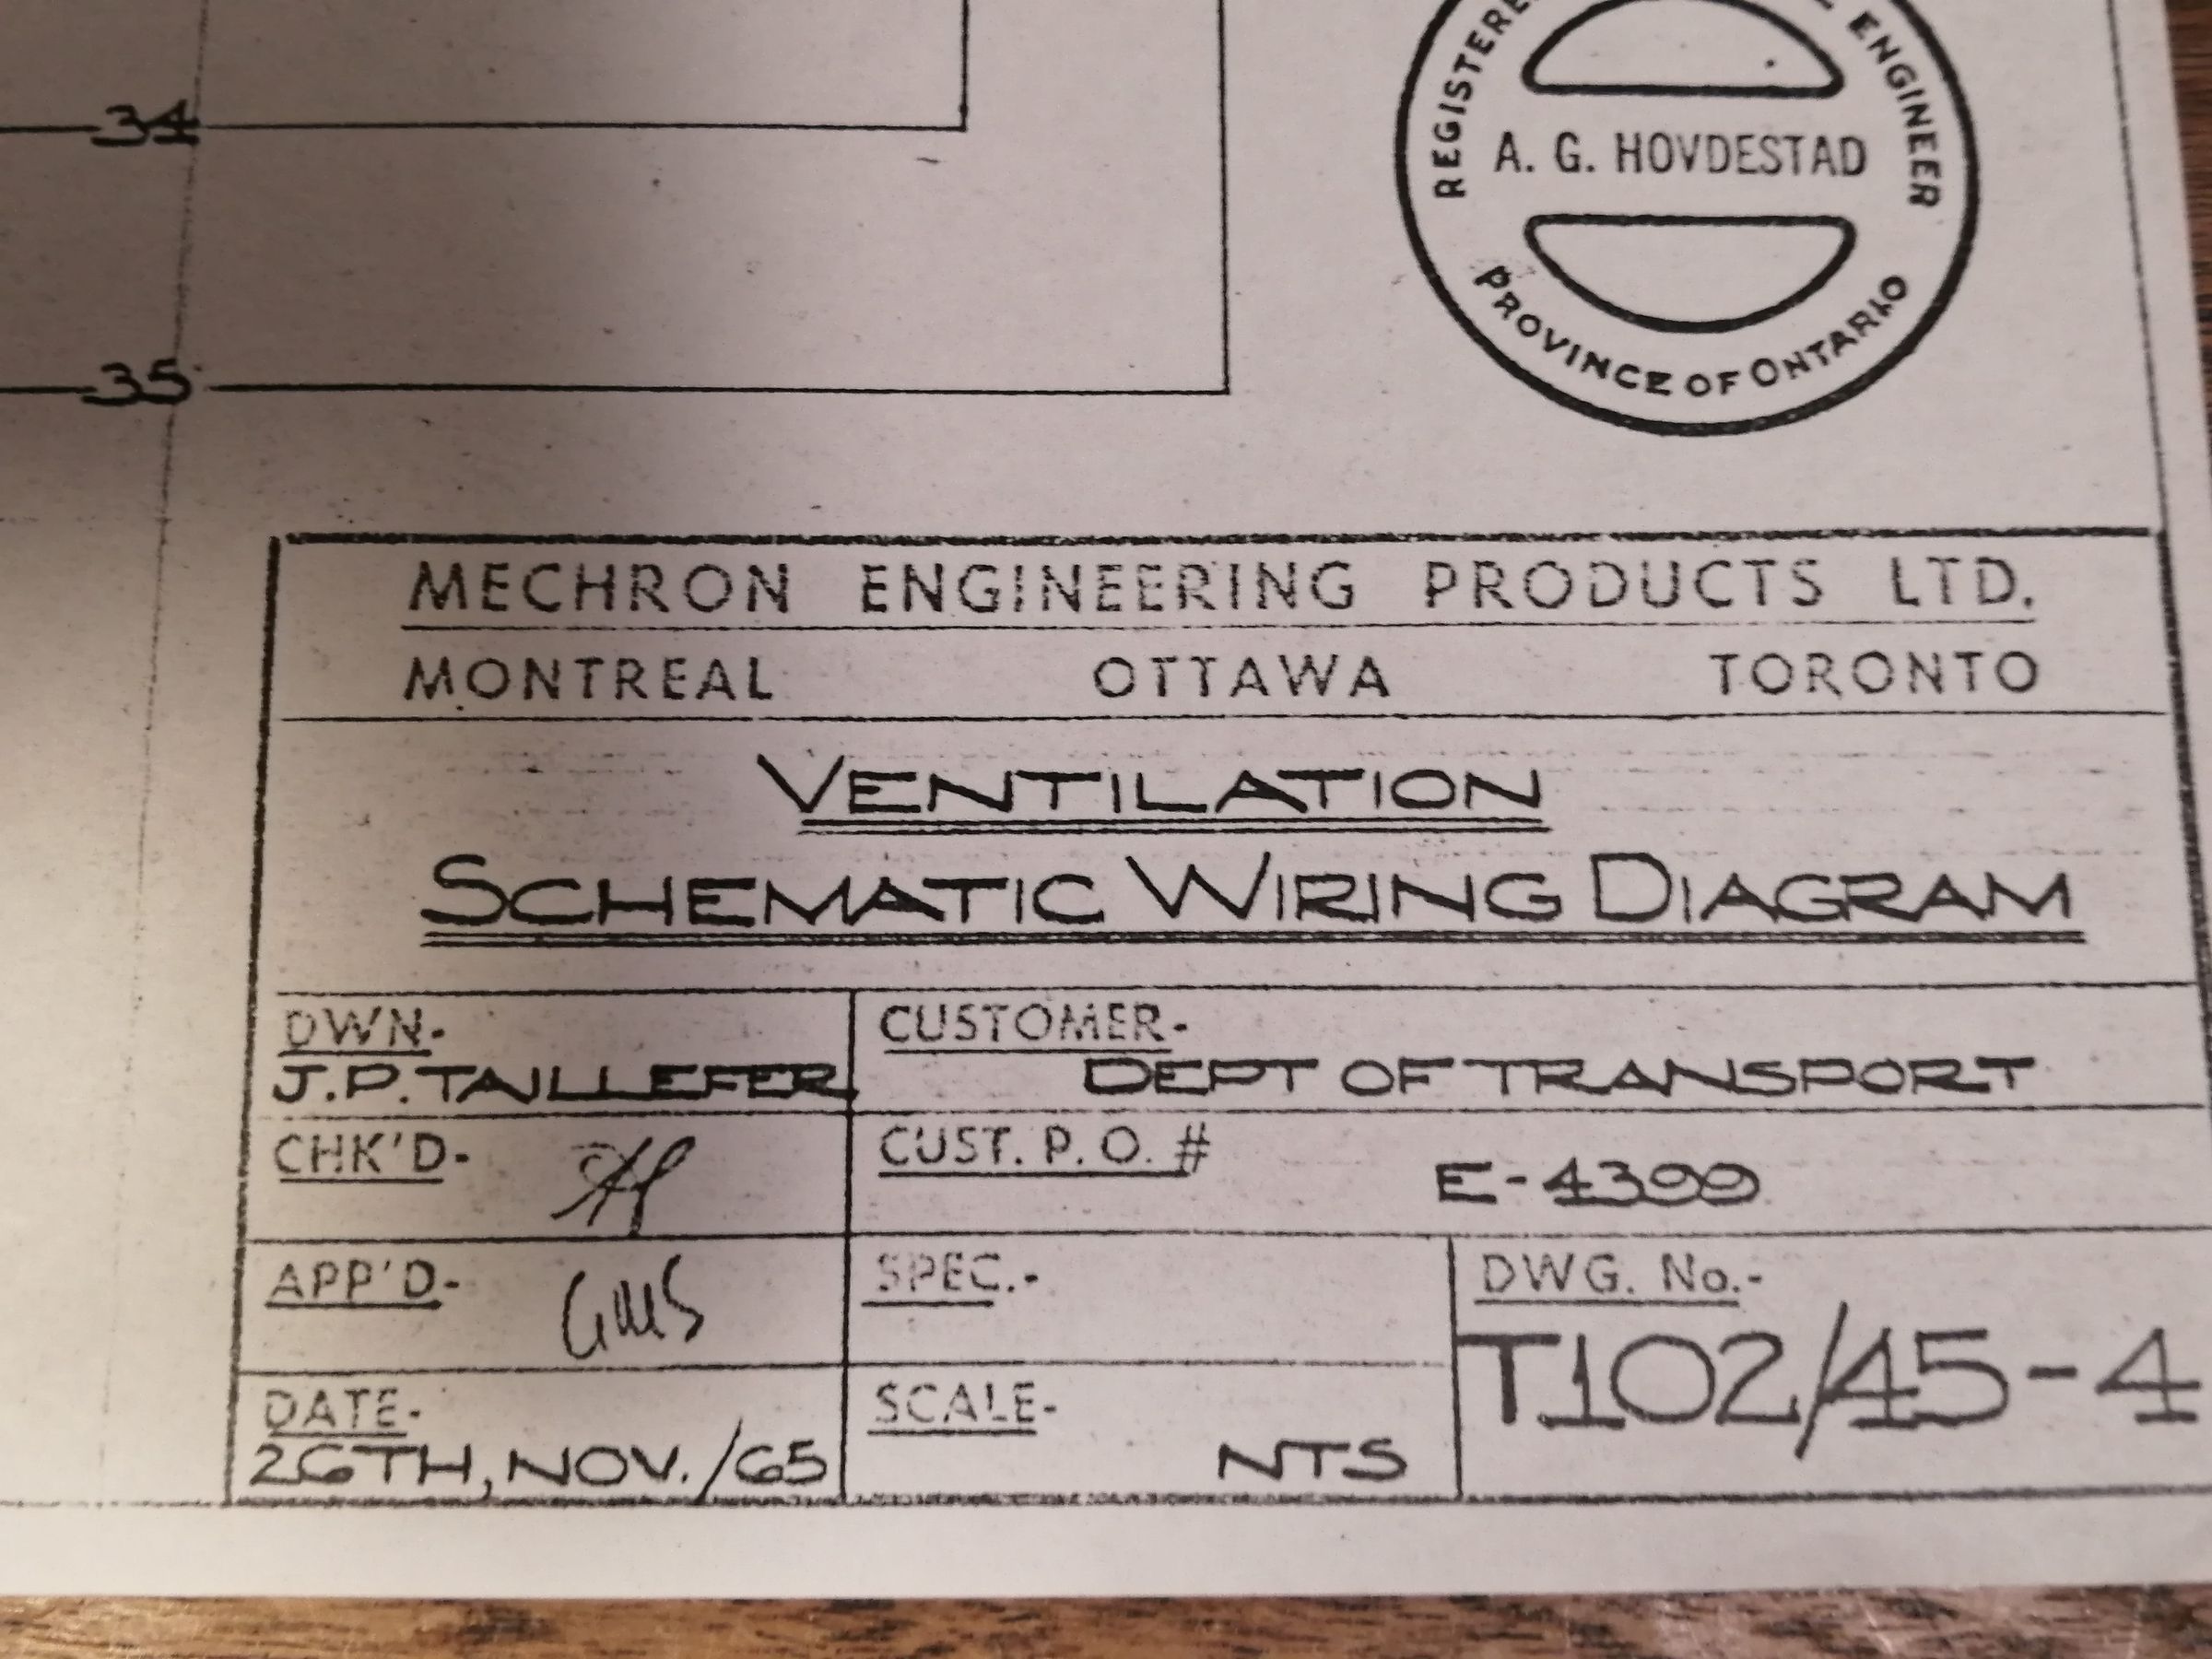 34
35
REGISTERED
ENGINEER
A. G. HOVDESTAD
PROVINCE OF ONTARIO
MECHRON ENGINEERING PRODUCTS LTD.
MONTREAL OTTAWA TORONTO
VENTILATION
SCHEMATIC WIRING DIAGRAM
DWN-
J.P. TAILLEFER
CUSTOMER-
DEPT OF TRANSPORT
CHK'D-
CUST. P. O. #
E-4399
APP'D-
SPEC.-
DWG. No.-
T102/45-4
DATE-
26TH, NOV./65
SCALE-
NTS